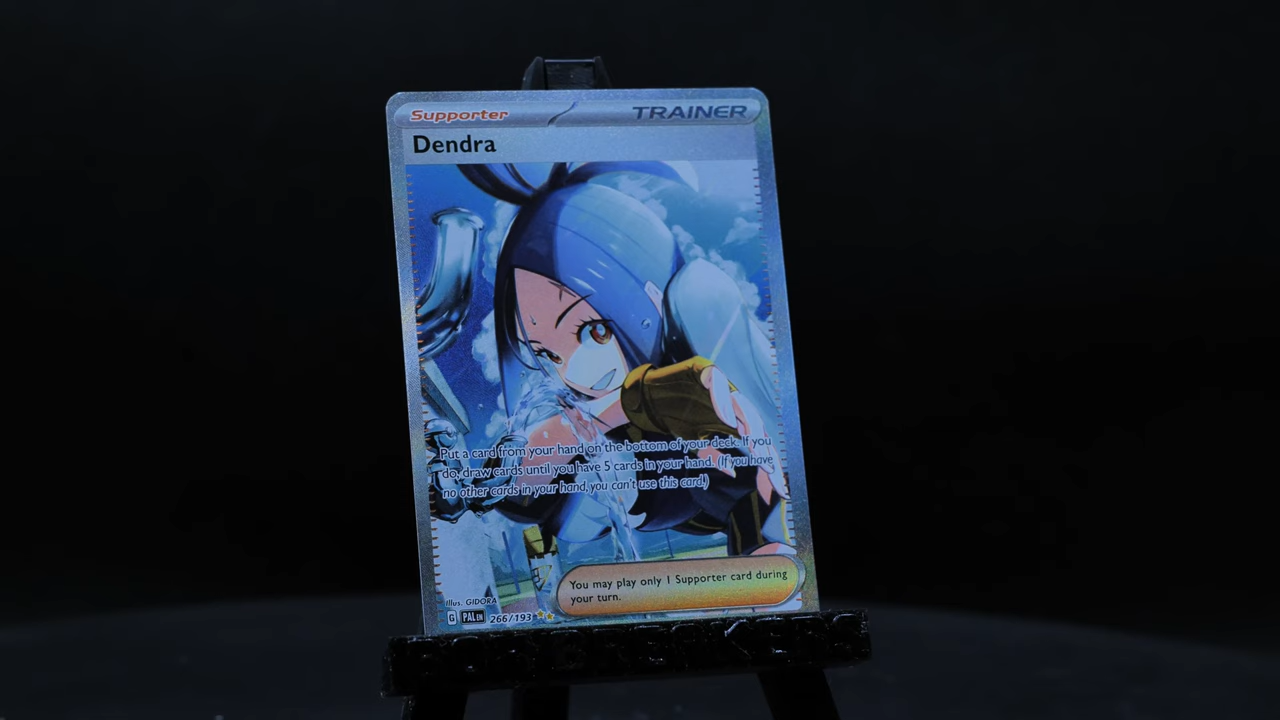 Supporter TRAINER
Dendra
Put a card from your hand on the bottom of your deck. If you
do, draw cards until you have 5 cards in your hand. (If you have
no other cards in your hand, you can't use this card.)
You may play only 1 Supporter card during
your turn.
Illus. GIDORA
G PAL EN 266/193